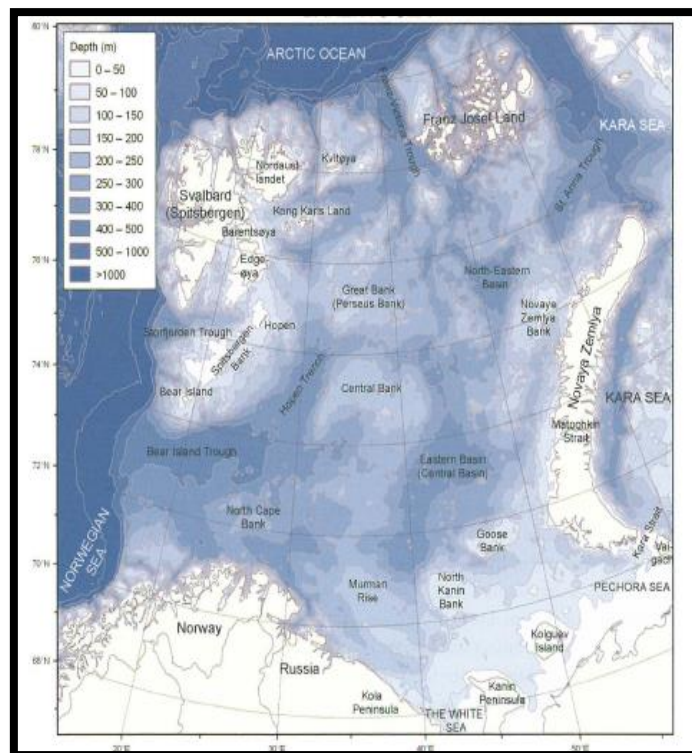 80°N
ARCTIC OCEAN
Depth (m)
0 – 50
50 – 100
100 – 150
150 – 200
200 – 250
250 – 300
300 – 400
400 – 500
500 – 1000
>1000
Franz Josef Land
KARA SEA
78°N
Nordaust-
landet
Kvitøya
St. Anna Trough
Svalbard
(Spitsbergen)
Kong Karls Land
Barentsøya
76°N
Edge-
øya
North-Eastern
Basin
Great Bank
(Perseus Bank)
Novaya
Zemlya
Bank
Storfjorden Trough
Hopen
Spitsbergen
Bank
74°N
Novaya Zemlya
Hopen Trench
Bear Island
Central Bank
KARA SEA
Matochkin
Strait
72°N
Bear Island Trough
Eastern Basin
(Central Basin)
North Cape
Bank
Goose
Bank
Kara Strait
Vai-
gach
70°N
NORWEGIAN
SEA
Murman
Rise
North
Kanin
Bank
PECHORA SEA
Norway
Kolguev
Island
68°N
Russia
Kola
Peninsula
Kanin
Peninsula
THE WHITE
SEA
20°E
30°E
40°E
50°E